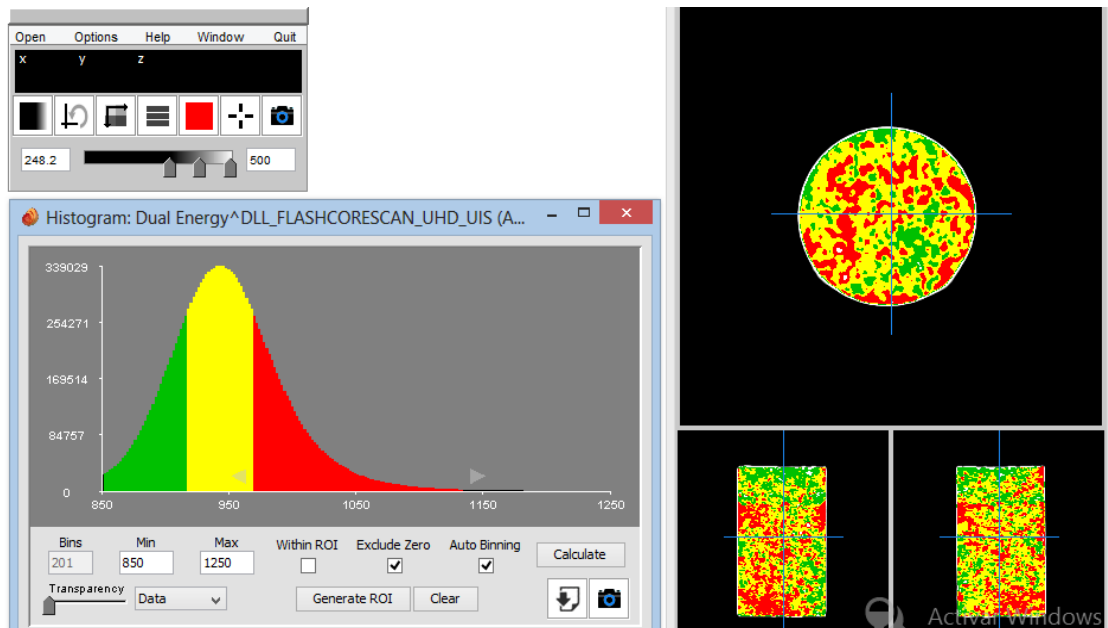 Open Options Help Window Quit
x y z
248.2 500
Histogram: Dual Energy^DLL_FLASHCORESCAN_UHD_UIS (A...
339029
254271
169514
84757
0
850 950 1050 1150 1250
Bins Min Max Within ROI Exclude Zero Auto Binning
201 850 1250 Calculate
Transparency
Data Generate ROI Clear
Activar Windows